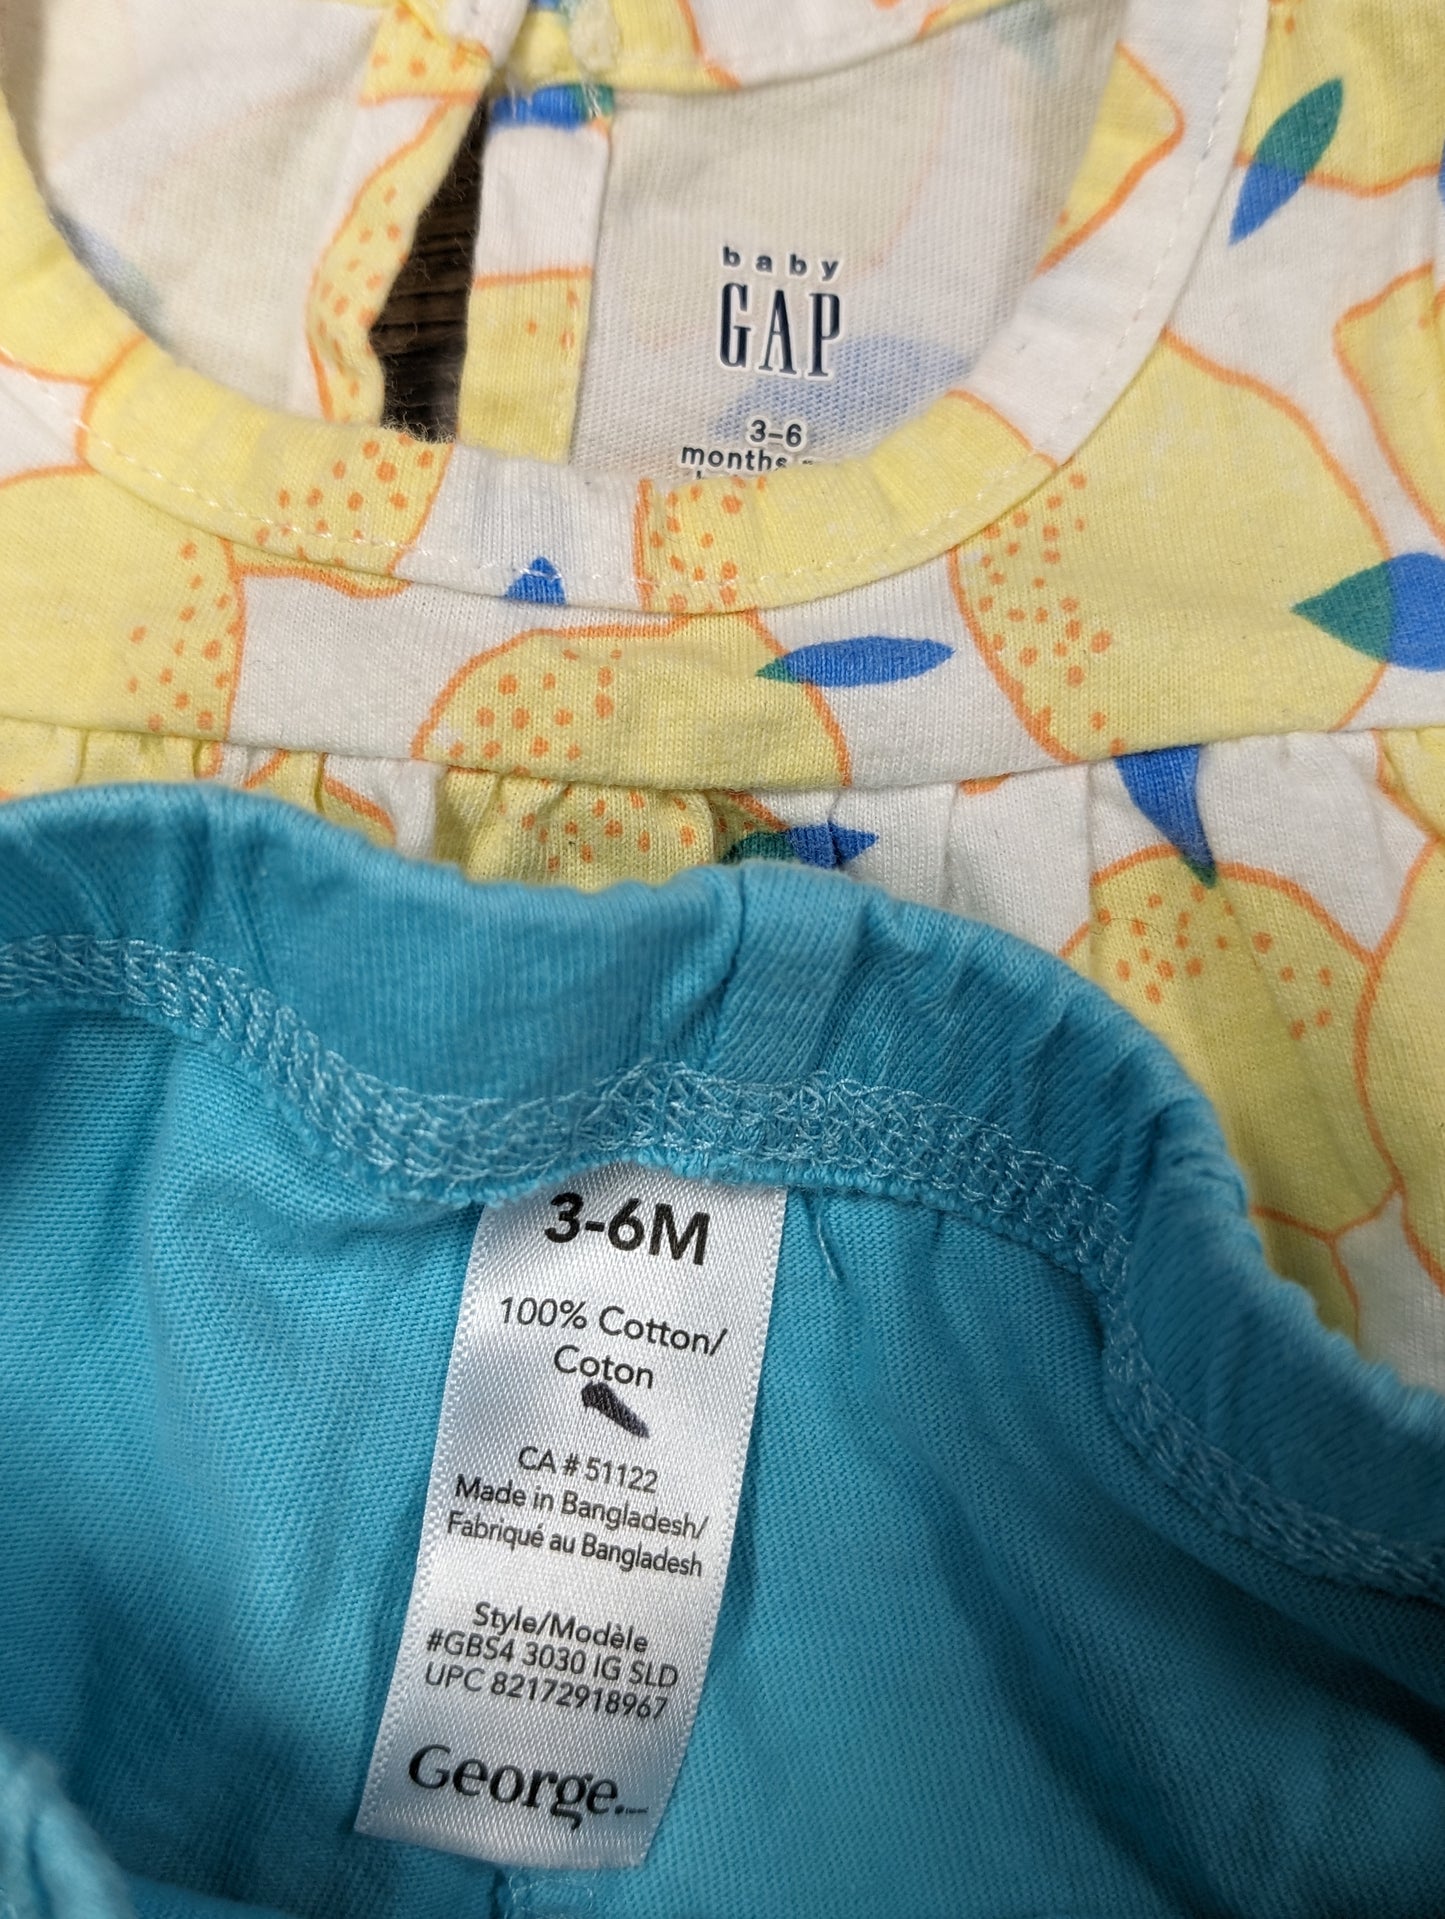 baby
GAP
3-6
months
3-6M
100% Cotton/
Coton
CA # 51122
Made in Bangladesh/
Fabriqué au Bangladesh
Style/Modèle
#GBS4 3030 IG SLD
UPC 82172918967
George.